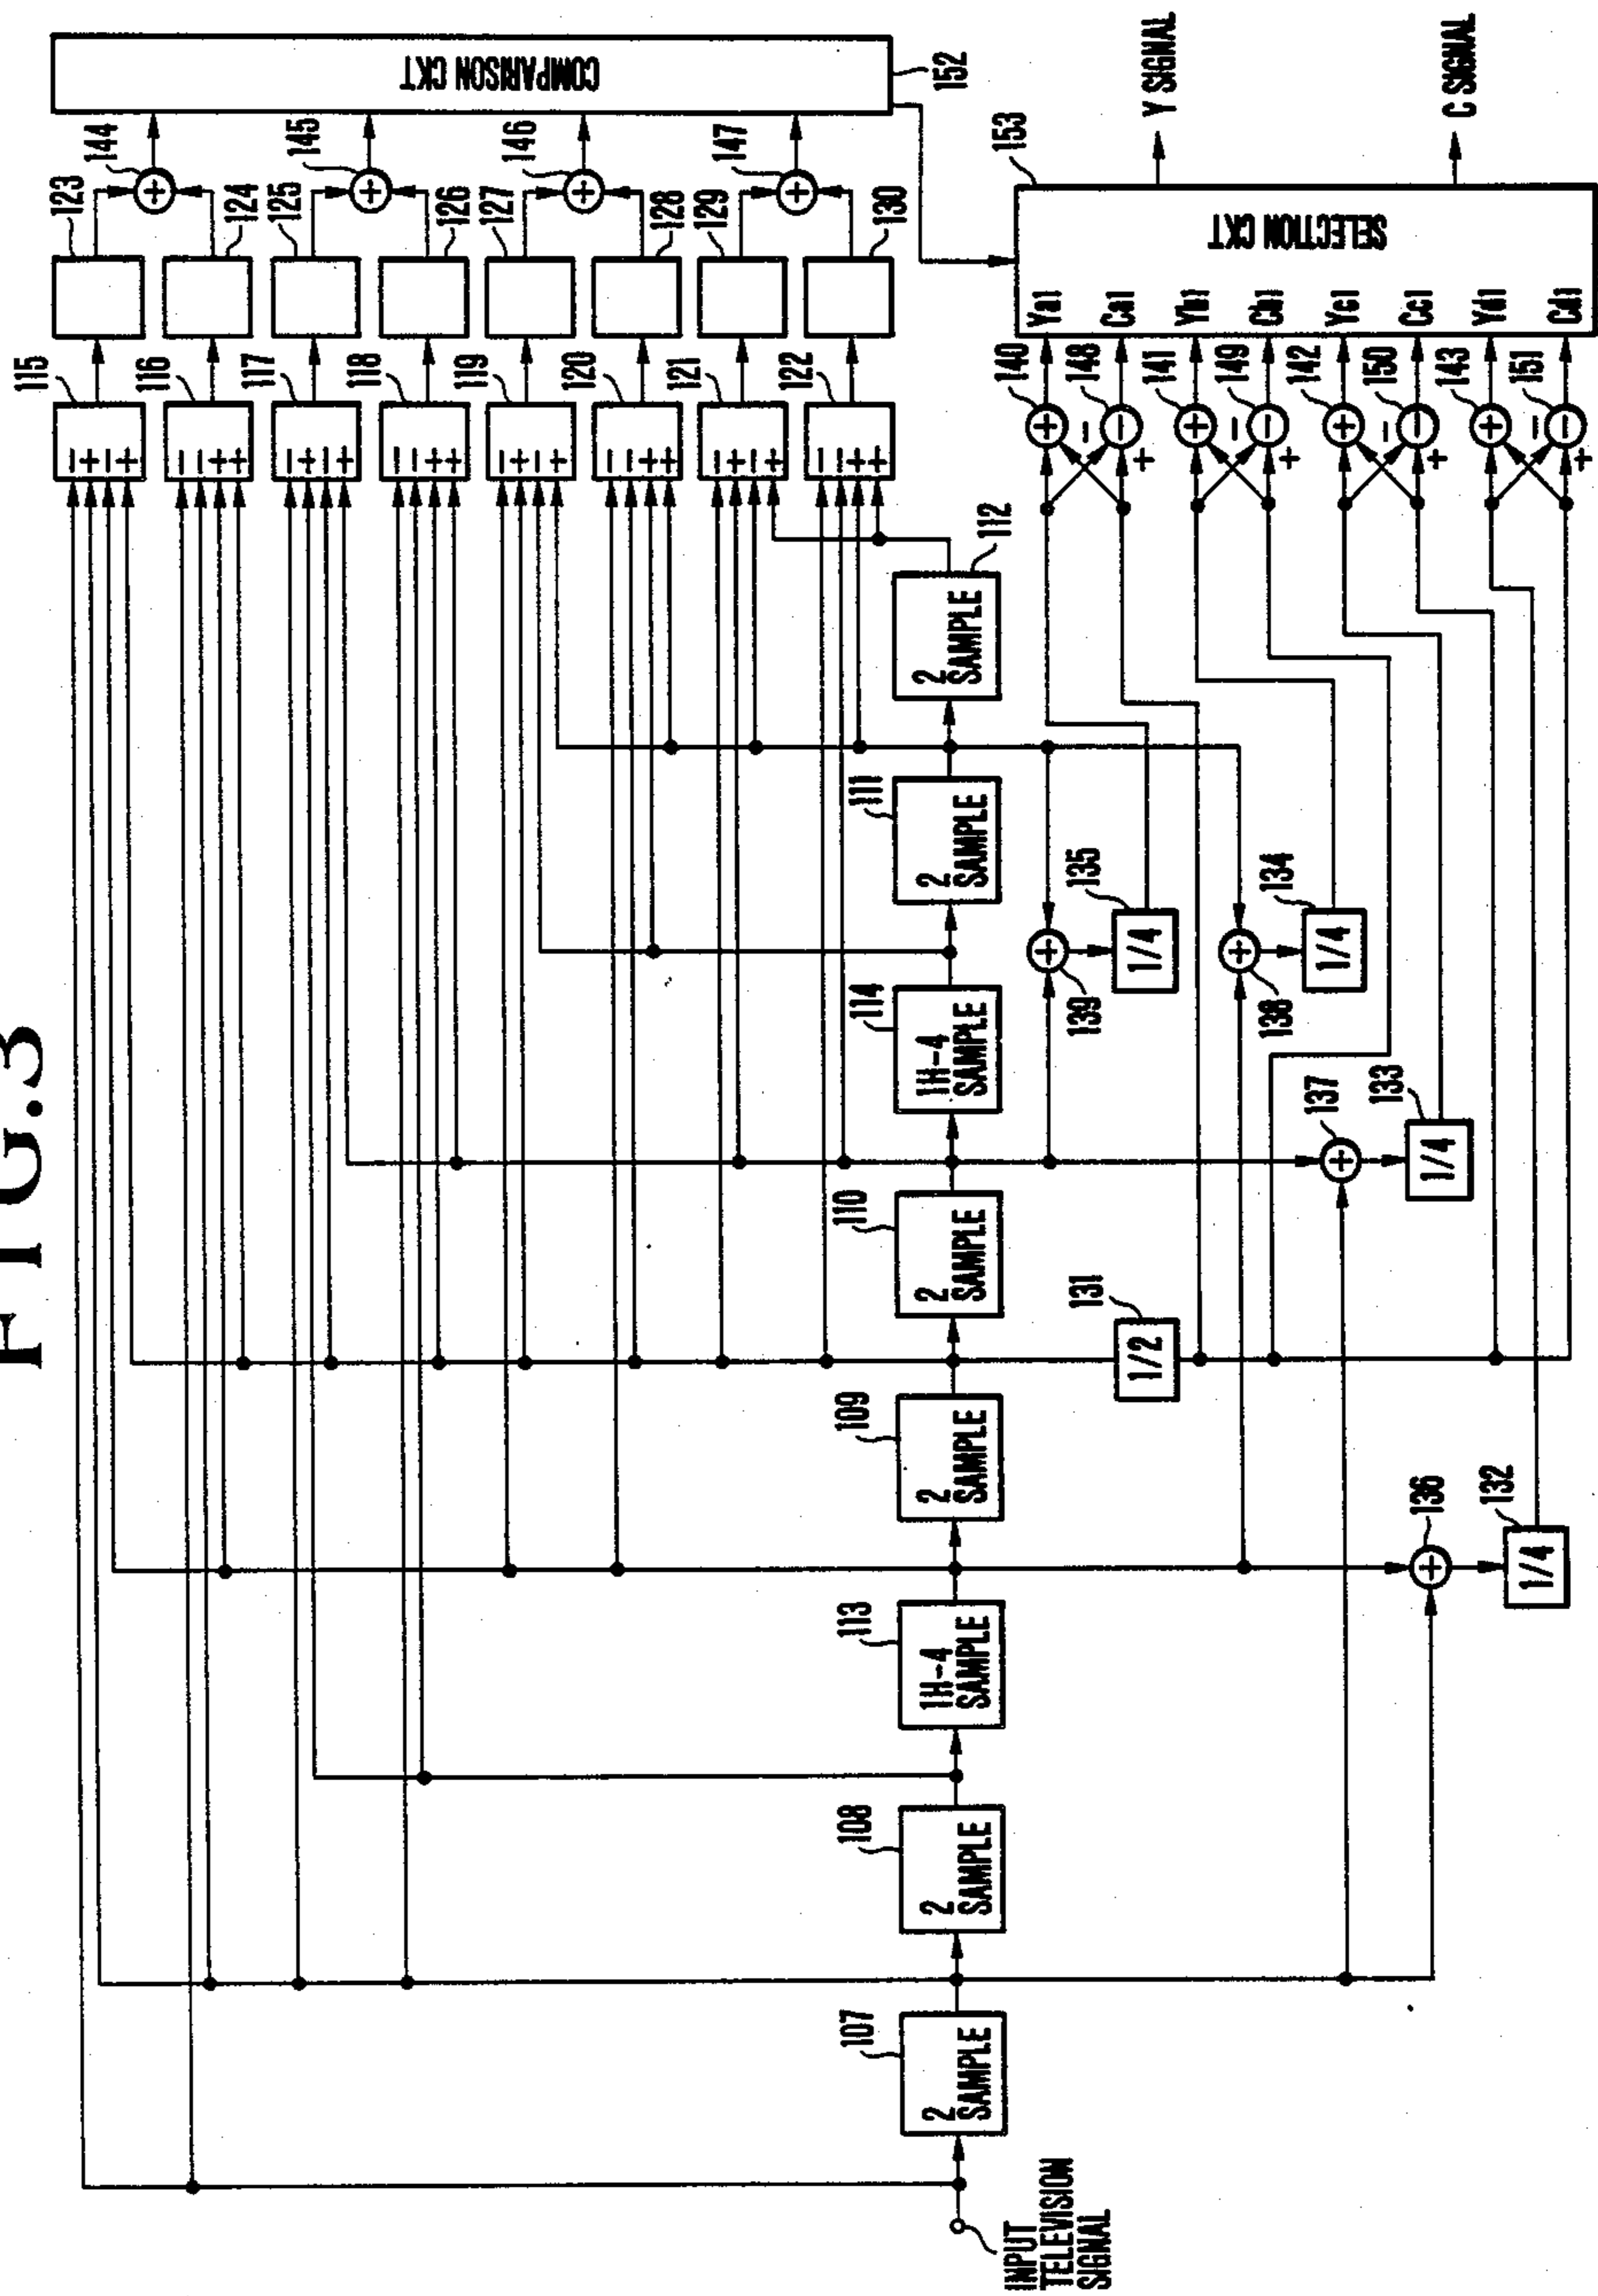 FIG.3
INPUT
TELEVISION
SIGNAL
107
2
SAMPLE
108
2
SAMPLE
113
1H-4
SAMPLE
109
2
SAMPLE
110
2
SAMPLE
114
1H-4
SAMPLE
111
2
SAMPLE
112
2
SAMPLE
115
- + - +
116
- - + +
117
- + - +
118
- - + +
119
- + - +
120
- - + +
121
- + - +
122
- - + +
123
124
125
126
127
128
129
130
144
+
145
+
146
+
147
+
COMPARISON CKT
152
131
1/2
136
+
132
1/4
137
+
133
1/4
138
+
134
1/4
139
+
135
1/4
140
+
148
- - +
141
+
149
- - +
142
+
150
- - +
143
+
151
- - +
Ya1
Ca1
Yb1
Cb1
Yc1
Cc1
Yd1
Cd1
SELECTION CKT
153
Y SIGNAL
C SIGNAL